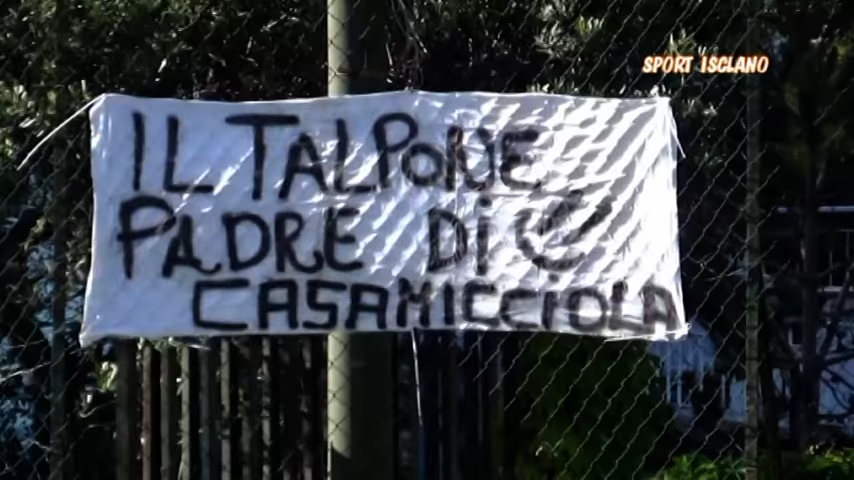 SPORT ISCLANO
IL TALPONE
PADRE DI
CASAMICCIOLA